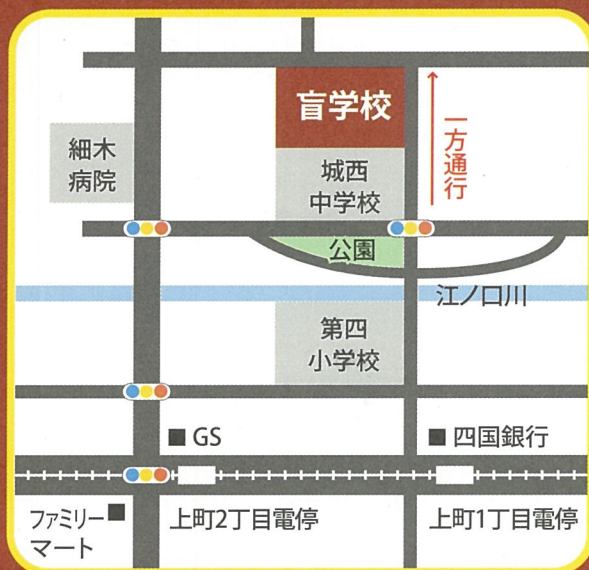 盲学校
一方通行
細木
病院
城西
中学校
公園
江ノ口川
第四
小学校
■ GS
■ 四国銀行
ファミリー■
マート
上町2丁目電停
上町1丁目電停